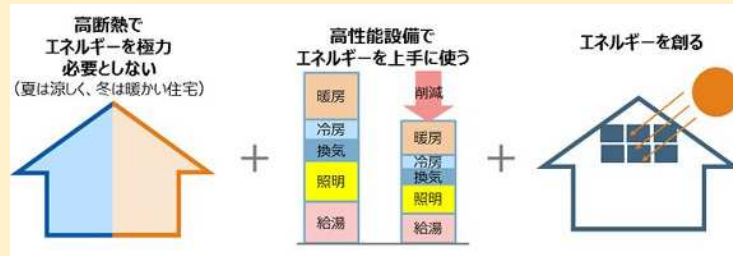 高断熱で
エネルギーを極力
必要としない
（夏は涼しく、冬は暖かい住宅）
高性能設備で
エネルギーを上手に使う
暖房
冷房
換気
照明
給湯
削減
暖房
冷房
換気
照明
給湯
エネルギーを創る